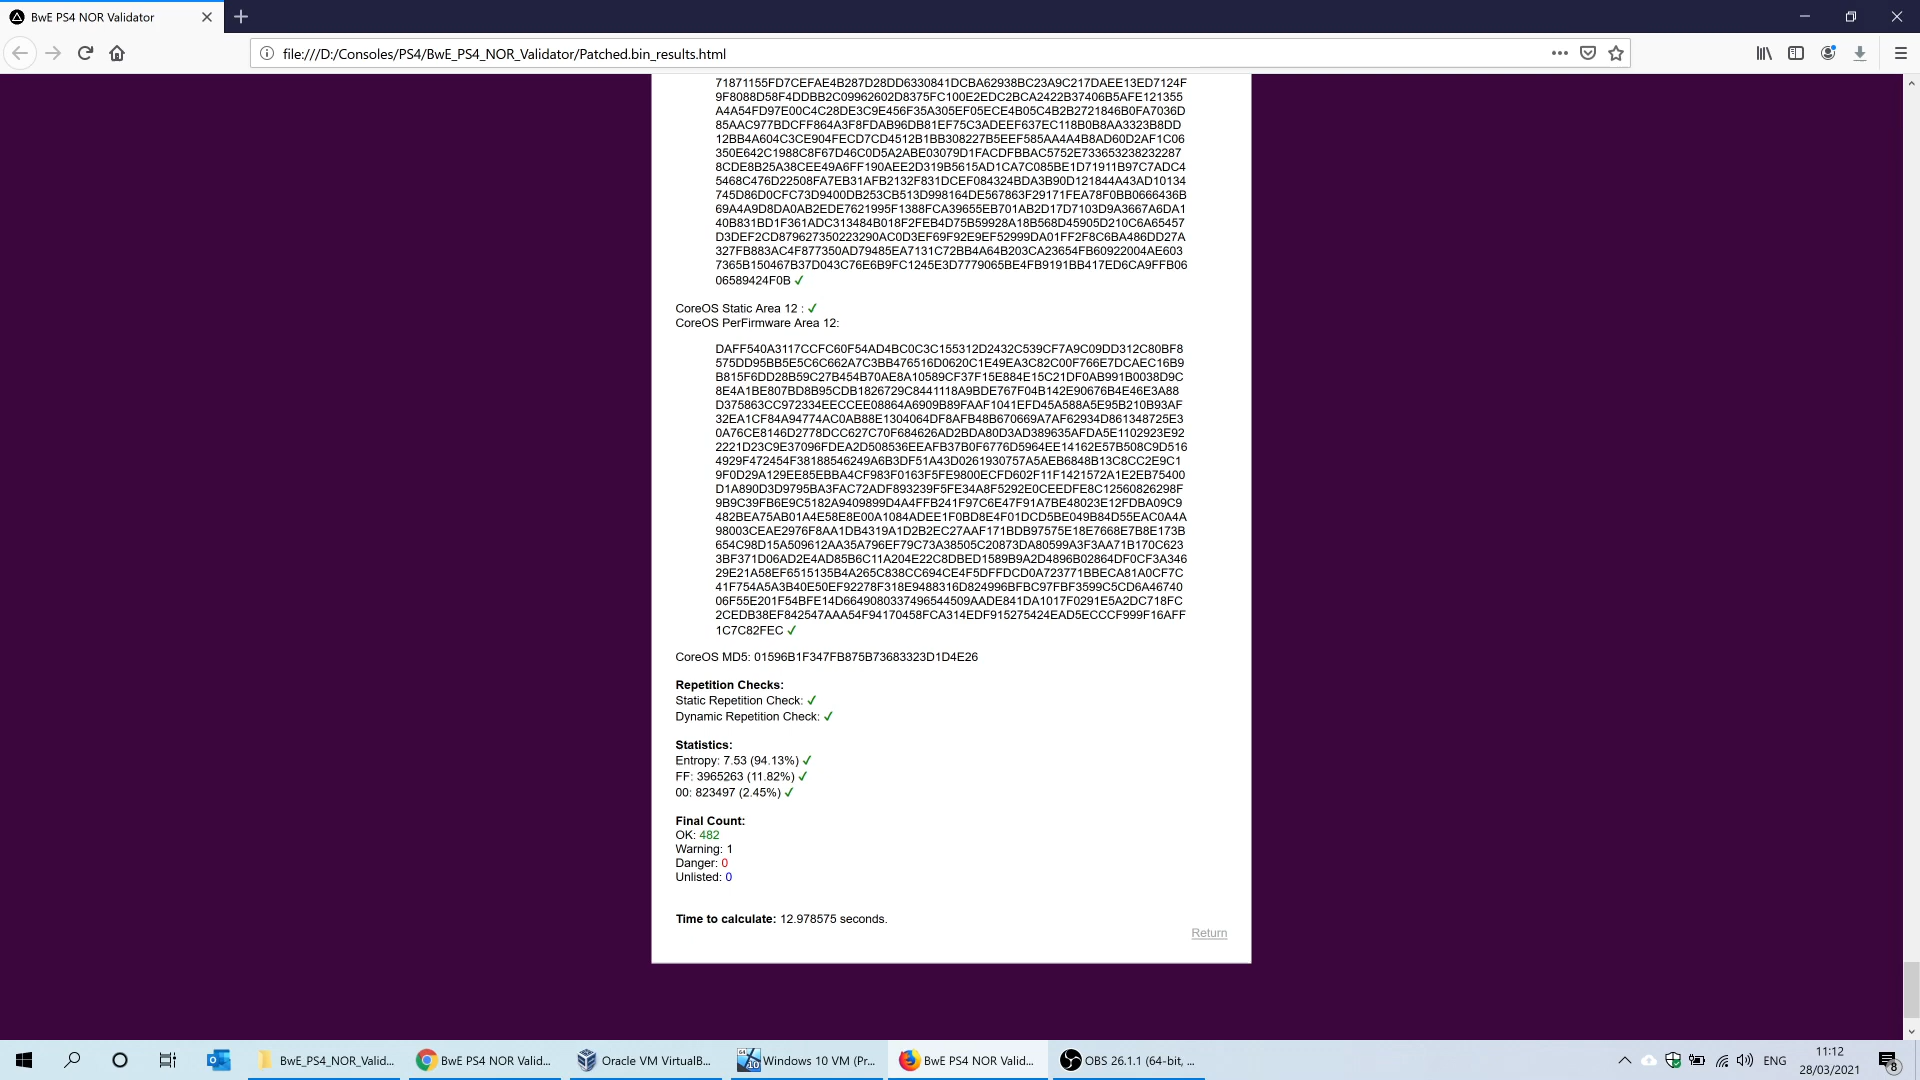 BwE PS4 NOR Validator
file:///D:/Consoles/PS4/BwE_PS4_NOR_Validator/Patched.bin_results.html
71871155FD7CEFAE4B287D28DD6330841DCBA62938BC23A9C217DAEE13ED7124F
9F8088D58F4DDBB2C09962602D8375FC100E2EDC2BCA2422B37406B5AFE121355
A4A54FD97E00C4C28DE3C9E456F35A305EF05ECE4B05C4B2B2721846B0FA7036D
85AAC977BDCFF864A3F8FDAB96DB81EF75C3ADEEF637EC118B0B8AA3323B8DD
12BB4A604C3CE904FECD7CD4512B1BB308227B5EEF585AA4A4B8AD60D2AF1C06
350E642C1988C8F67D46C0D5A2ABE03079D1FACDFBBAC5752E733653238232287
8CDE8B25A38CEE49A6FF190AEE2D319B5615AD1CA7C085BE1D71911B97C7ADC4
5468C476D22508FA7EB31AFB2132F831DCEF084324BDA3B90D121844A43AD10134
745D86D0CFC73D9400DB253CB513D998164DE567863F29171FEA78F0BB0666436B
69A4A9D8DA0AB2EDE7621995F1388FCA39655EB701AB2D17D7103D9A3667A6DA1
40B831BD1F361ADC313484B018F2FEB4D75B59928A18B568D45905D210C6A65457
D3DEF2CD879627350223290AC0D3EF69F92E9EF52999DA01FF2F8C6BA486DD27A
327FB883AC4F877350AD79485EA7131C72BB4A64B203CA23654FB60922004AE603
7365B150467B37D043C76E6B9FC1245E3D7779065BE4FB9191BB417ED6CA9FFB06
06589424F0B ✓
CoreOS Static Area 12 : ✓
CoreOS PerFirmware Area 12:
DAFF540A3117CCFC60F54AD4BC0C3C155312D2432C539CF7A9C09DD312C80BF8
575DD95BB5E5C6C662A7C3BB476516D0620C1E49EA3C82C00F766E7DCAEC16B9
B815F6DD28B59C27B454B70AE8A10589CF37F15E884E15C21DF0AB991B0038D9C
8E4A1BE807BD8B95CDB1826729C8441118A9BDE767F04B142E90676B4E46E3A88
D375863CC972334EECCEE08864A6909B89FAAF1041EFD45A588A5E95B210B93AF
32EA1CF84A94774AC0AB88E1304064DF8AFB48B670669A7AF62934D861348725E3
0A76CE8146D2778DCC627C70F684626AD2BDA80D3AD389635AFDA5E1102923E92
2221D23C9E37096FDEA2D508536EEAFB37B0F6776D5964EE14162E57B508C9D516
4929F472454F38188546249A6B3DF51A43D0261930757A5AEB6848B13C8CC2E9C1
9F0D29A129EE85EBBA4CF983F0163F5FE9800ECFD602F11F1421572A1E2EB75400
D1A890D3D9795BA3FAC72ADF893239F5FE34A8F5292E0CEEDFE8C12560826298F
9B9C39FB6E9C5182A9409899D4A4FFB241F97C6E47F91A7BE48023E12FDBA09C9
482BEA75AB01A4E58E8E00A1084ADEE1F0BD8E4F01DCD5BE049B84D55EAC0A4A
98003CEAE2976F8AA1DB4319A1D2B2EC27AAF171BDB97575E18E7668E7B8E173B
654C98D15A509612AA35A796EF79C73A38505C20873DA80599A3F3AA71B170C623
3BF371D06AD2E4AD85B6C11A204E22C8DBED1589B9A2D4896B02864DF0CF3A346
29E21A58EF6515135B4A265C838CC694CE4F5DFFDCD0A723771BBECA81A0CF7C
41F754A5A3B40E50EF92278F318E9488316D824996BFBC97FBF3599C5CD6A46740
06F55E201F54BFE14D6649080337496544509AADE841DA1017F0291E5A2DC718FC
2CEDB38EF842547AAA54F94170458FCA314EDF915275424EAD5ECCCF999F16AFF
1C7C82FEC ✓
CoreOS MD5: 01596B1F347FB875B73683323D1D4E26
Repetition Checks:
Static Repetition Check: ✓
Dynamic Repetition Check: ✓
Statistics:
Entropy: 7.53 (94.13%) ✓
FF: 3965263 (11.82%) ✓
00: 823497 (2.45%) ✓
Final Count:
OK: 482
Warning: 1
Danger: 0
Unlisted: 0
Time to calculate: 12.978575 seconds.
Return
BwE_PS4_NOR_Valid...
BwE PS4 NOR Valid...
Oracle VM VirtualB...
Windows 10 VM (Pr...
BwE PS4 NOR Valid...
OBS 26.1.1 (64-bit, ...
ENG
11:12
28/03/2021
8